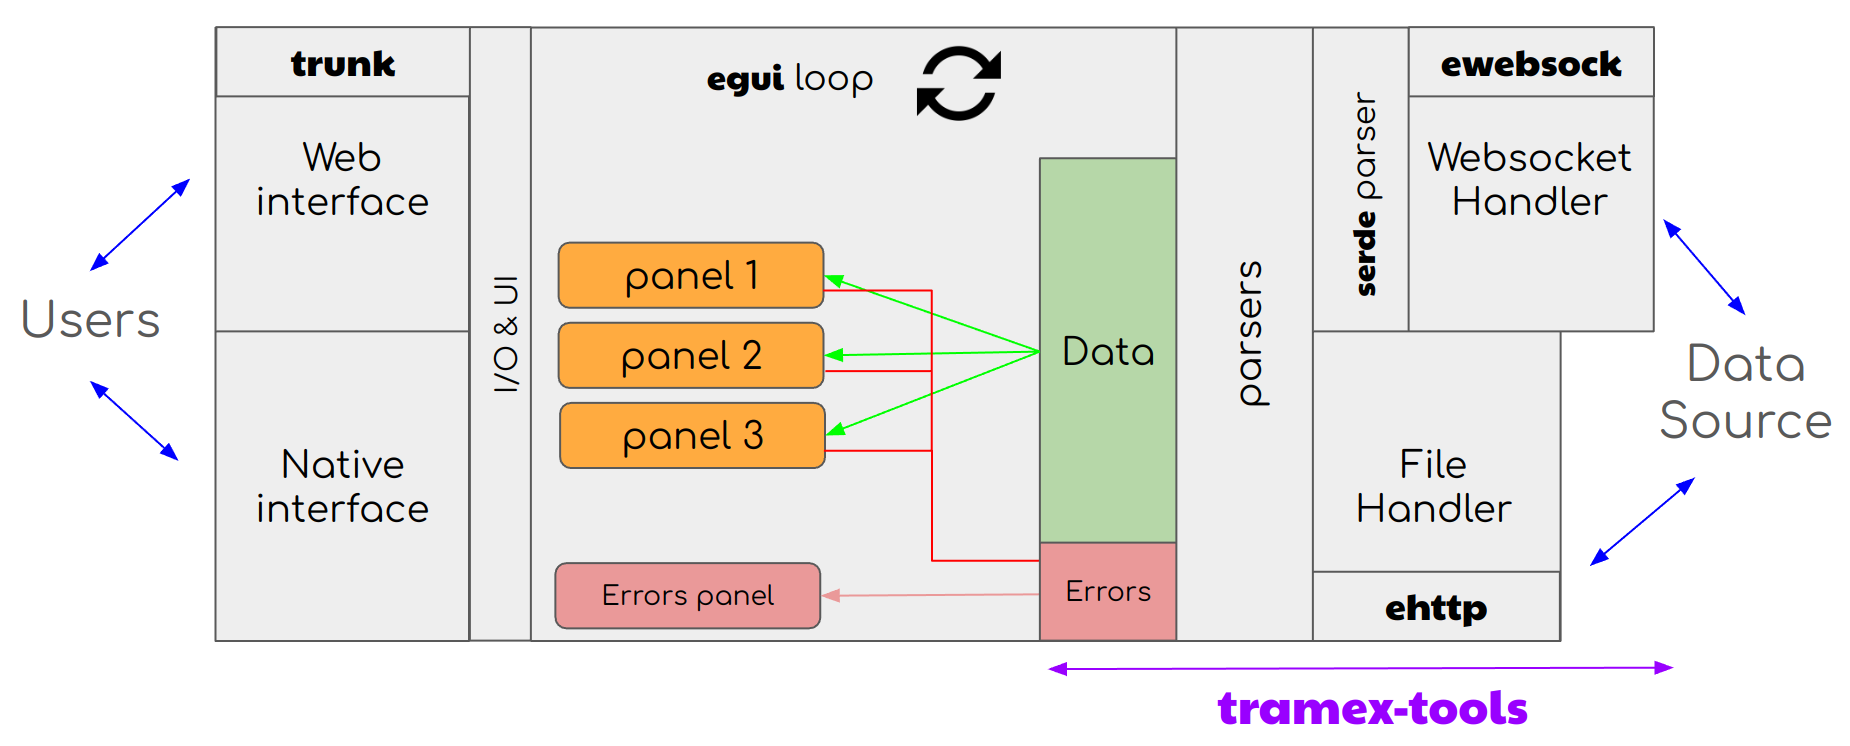 trunk
Web
interface
Native
interface
Users
I/O & UI
egui loop
panel 1
panel 2
panel 3
Errors panel
Data
Errors
parsers
serde parser
ewebsock
Websocket
Handler
File
Handler
ehttp
Data
Source
tramex-tools